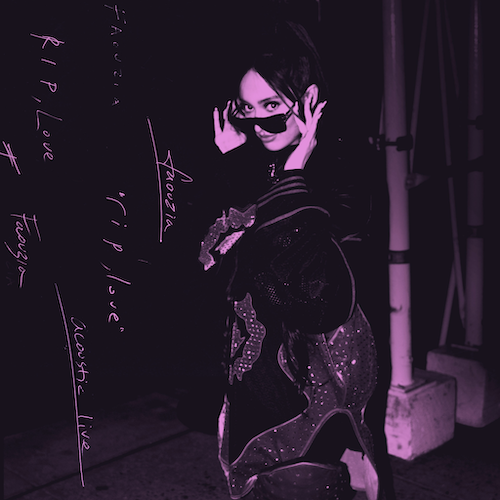 faouzia
FAOUZIA "rip, love"
acoustic live
RIP, Love
Faouzia